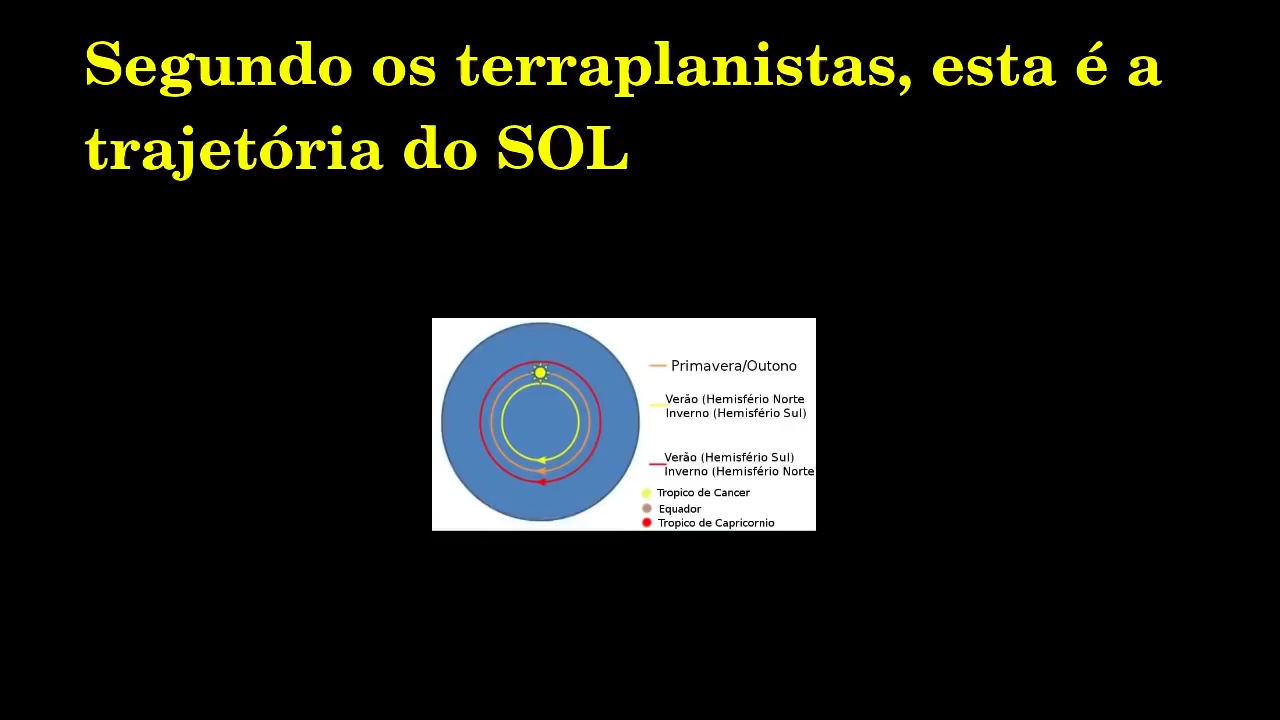 Segundo os terraplanistas, esta é a
trajetória do SOL
Primavera/Outono
Verão (Hemisfério Norte
Inverno (Hemisfério Sul)
Verão (Hemisfério Sul)
Inverno (Hemisfério Norte
Tropico de Cancer
Equador
Tropico de Capricornio